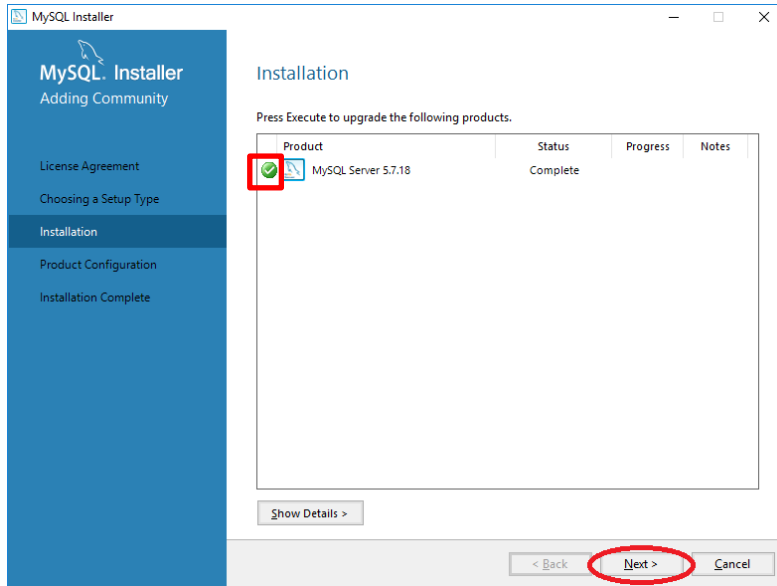 MySQL Installer
MySQL. Installer
Adding Community
License Agreement
Choosing a Setup Type
Installation
Product Configuration
Installation Complete
Installation
Press Execute to upgrade the following products.
Product Status Progress Notes
MySQL Server 5.7.18 Complete
Show Details >
< Back Next > Cancel